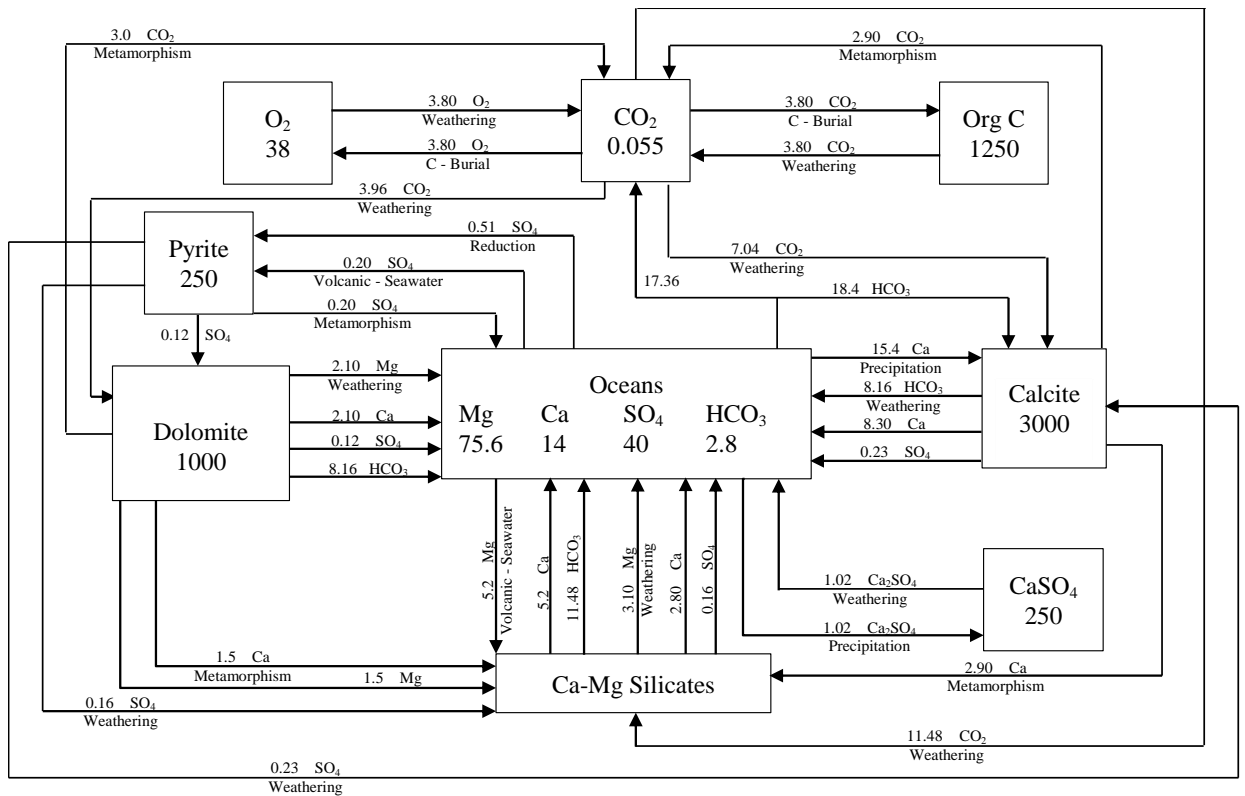 3.0 CO₂
Metamorphism
2.90 CO₂
Metamorphism
O₂
38
3.80 O₂
Weathering
3.80 O₂
C - Burial
CO₂
0.055
3.80 CO₂
C - Burial
3.80 CO₂
Weathering
Org C
1250
3.96 CO₂
Weathering
Pyrite
250
0.51 SO₄
Reduction
0.20 SO₄
Volcanic - Seawater
0.20 SO₄
Metamorphism
0.12 SO₄
7.04 CO₂
Weathering
17.36
18.4 HCO₃
Dolomite
1000
2.10 Mg
Weathering
2.10 Ca
0.12 SO₄
8.16 HCO₃
Oceans
Mg Ca SO₄ HCO₃
75.6 14 40 2.8
15.4 Ca
Precipitation
8.16 HCO₃
Weathering
8.30 Ca
0.23 SO₄
Calcite
3000
5.2 Mg
Volcanic - Seawater
5.2 Ca
11.48 HCO₃
3.10 Mg
Weathering
2.80 Ca
0.16 SO₄
1.02 Ca₂SO₄
Weathering
1.02 Ca₂SO₄
Precipitation
CaSO₄
250
1.5 Ca
Metamorphism
1.5 Mg
0.16 SO₄
Weathering
Ca-Mg Silicates
2.90 Ca
Metamorphism
11.48 CO₂
Weathering
0.23 SO₄
Weathering